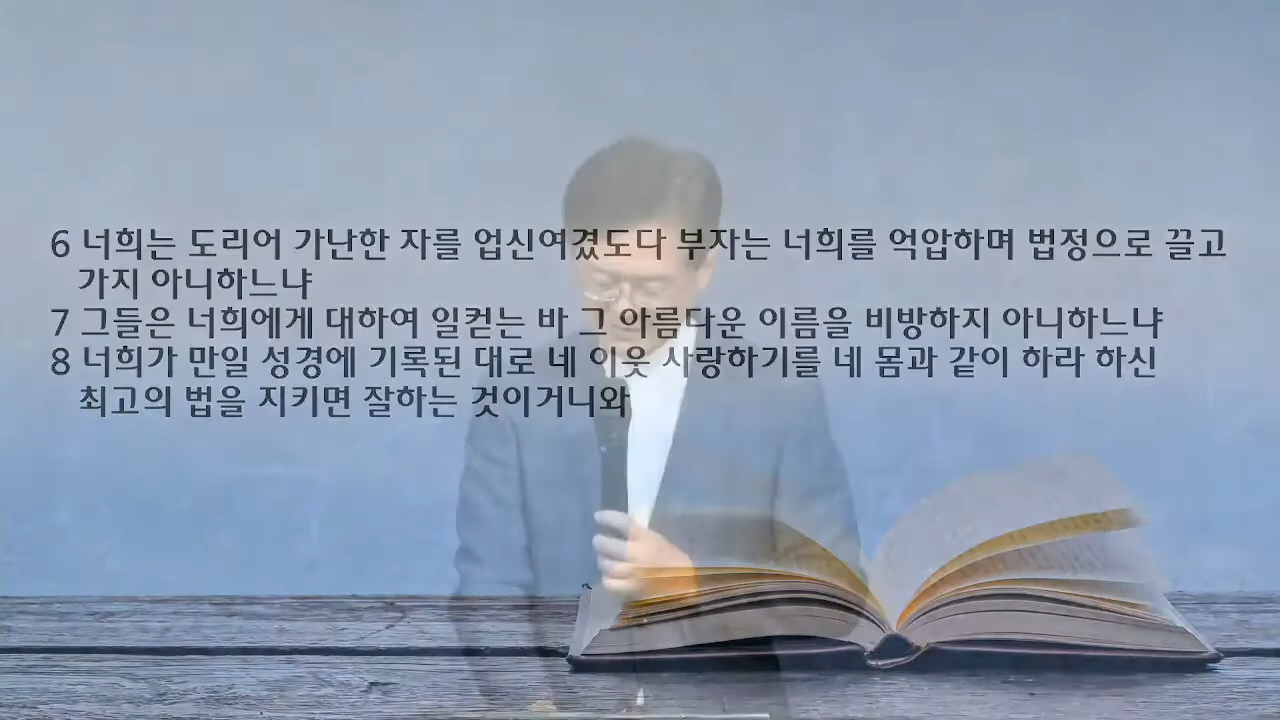 6 너희는 도리어 가난한 자를 업신여겼도다 부자는 너희를 억압하며 법정으로 끌고
가지 아니하느냐
7 그들은 너희에게 대하여 일컫는 바 그 아름다운 이름을 비방하지 아니하느냐
8 너희가 만일 성경에 기록된 대로 네 이웃 사랑하기를 네 몸과 같이 하라 하신
최고의 법을 지키면 잘하는 것이거니와